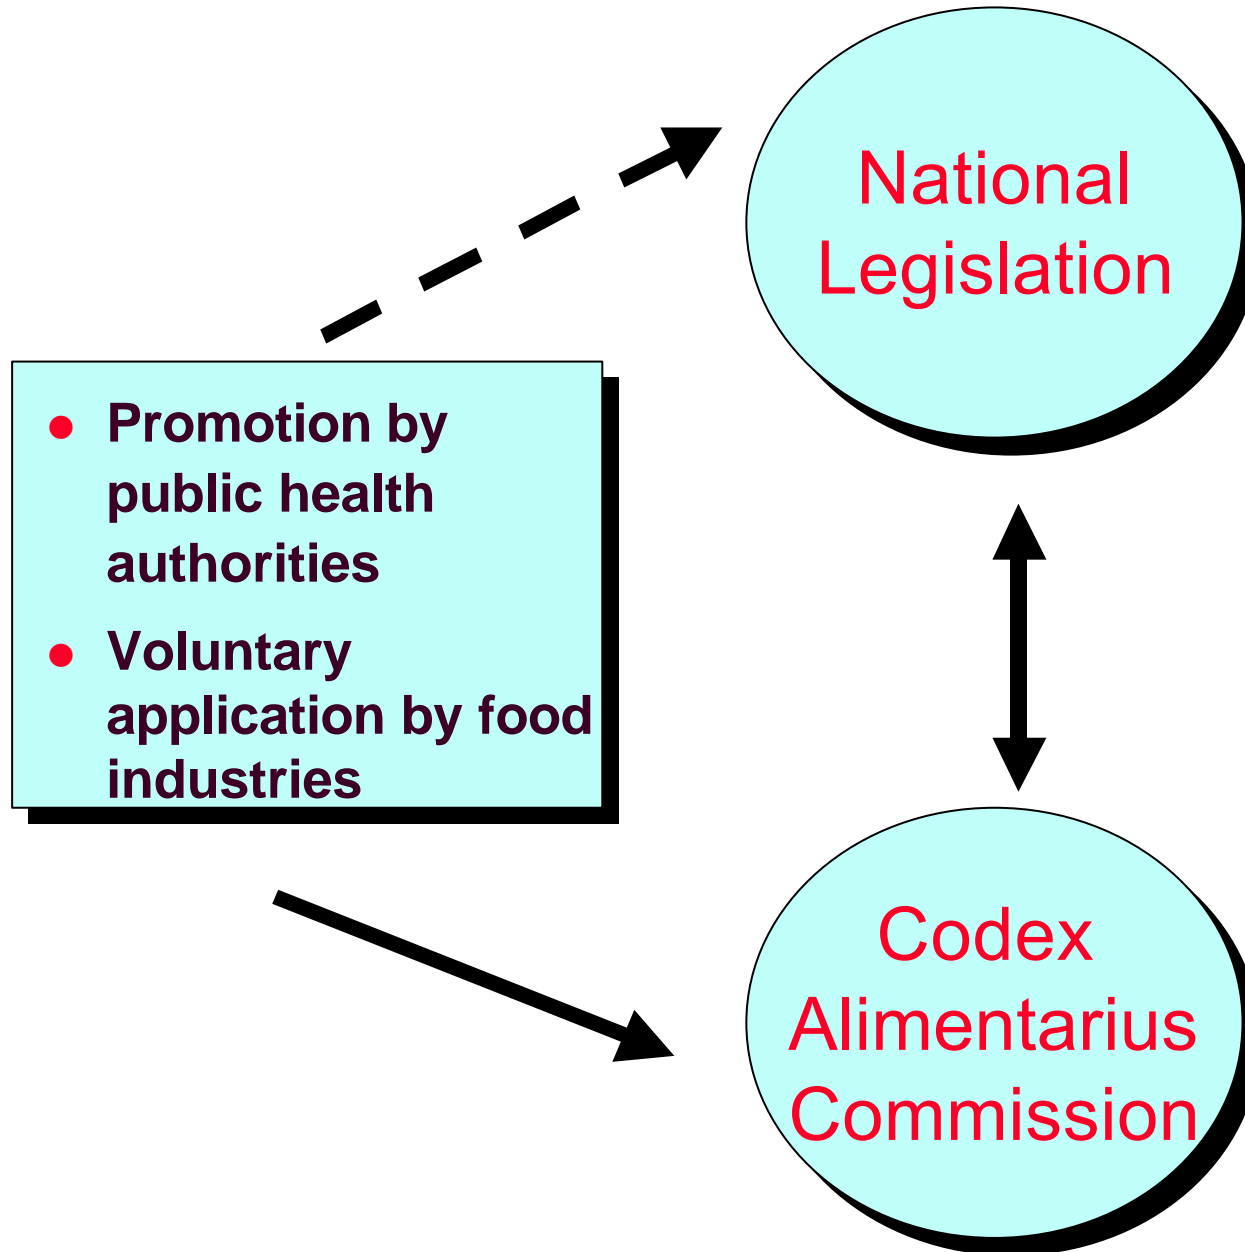 National
Legislation
● Promotion by
public health
authorities
● Voluntary
application by food
industries
Codex
Alimentarius
Commission